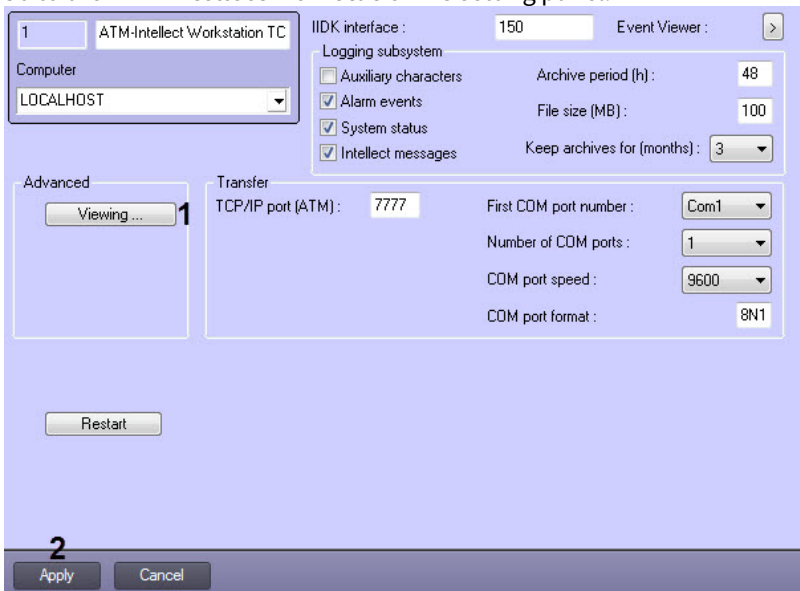 1 ATM-Intellect Workstation TC
Computer
LOCALHOST
IIDK interface : 150 Event Viewer : >
Logging subsystem
Auxiliary characters Archive period (h) : 48
Alarm events File size (MB) : 100
System status
Intellect messages Keep archives for (months) : 3
Advanced
Viewing ... 1
Transfer
TCP/IP port (ATM) : 7777 First COM port number : Com1
Number of COM ports : 1
COM port speed : 9600
COM port format : 8N1
Restart
2
Apply Cancel